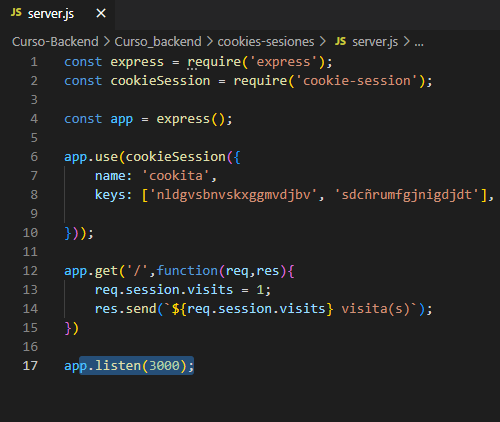 JS server.js ×
Curso-Backend > Curso_backend > cookies-sesiones > JS server.js > ...
1 const express = require('express');
2 const cookieSession = require('cookie-session');
3
4 const app = express();
5
6 app.use(cookieSession({
7 name: 'cookita',
8 keys: ['nldgvsbnvskxggmvdjbv', 'sdcñrumfgjnigdjdt'],
9
10 }));
11
12 app.get('/',function(req,res){
13 req.session.visits = 1;
14 res.send(`${req.session.visits} visita(s)`);
15 })
16
17 app.listen(3000);